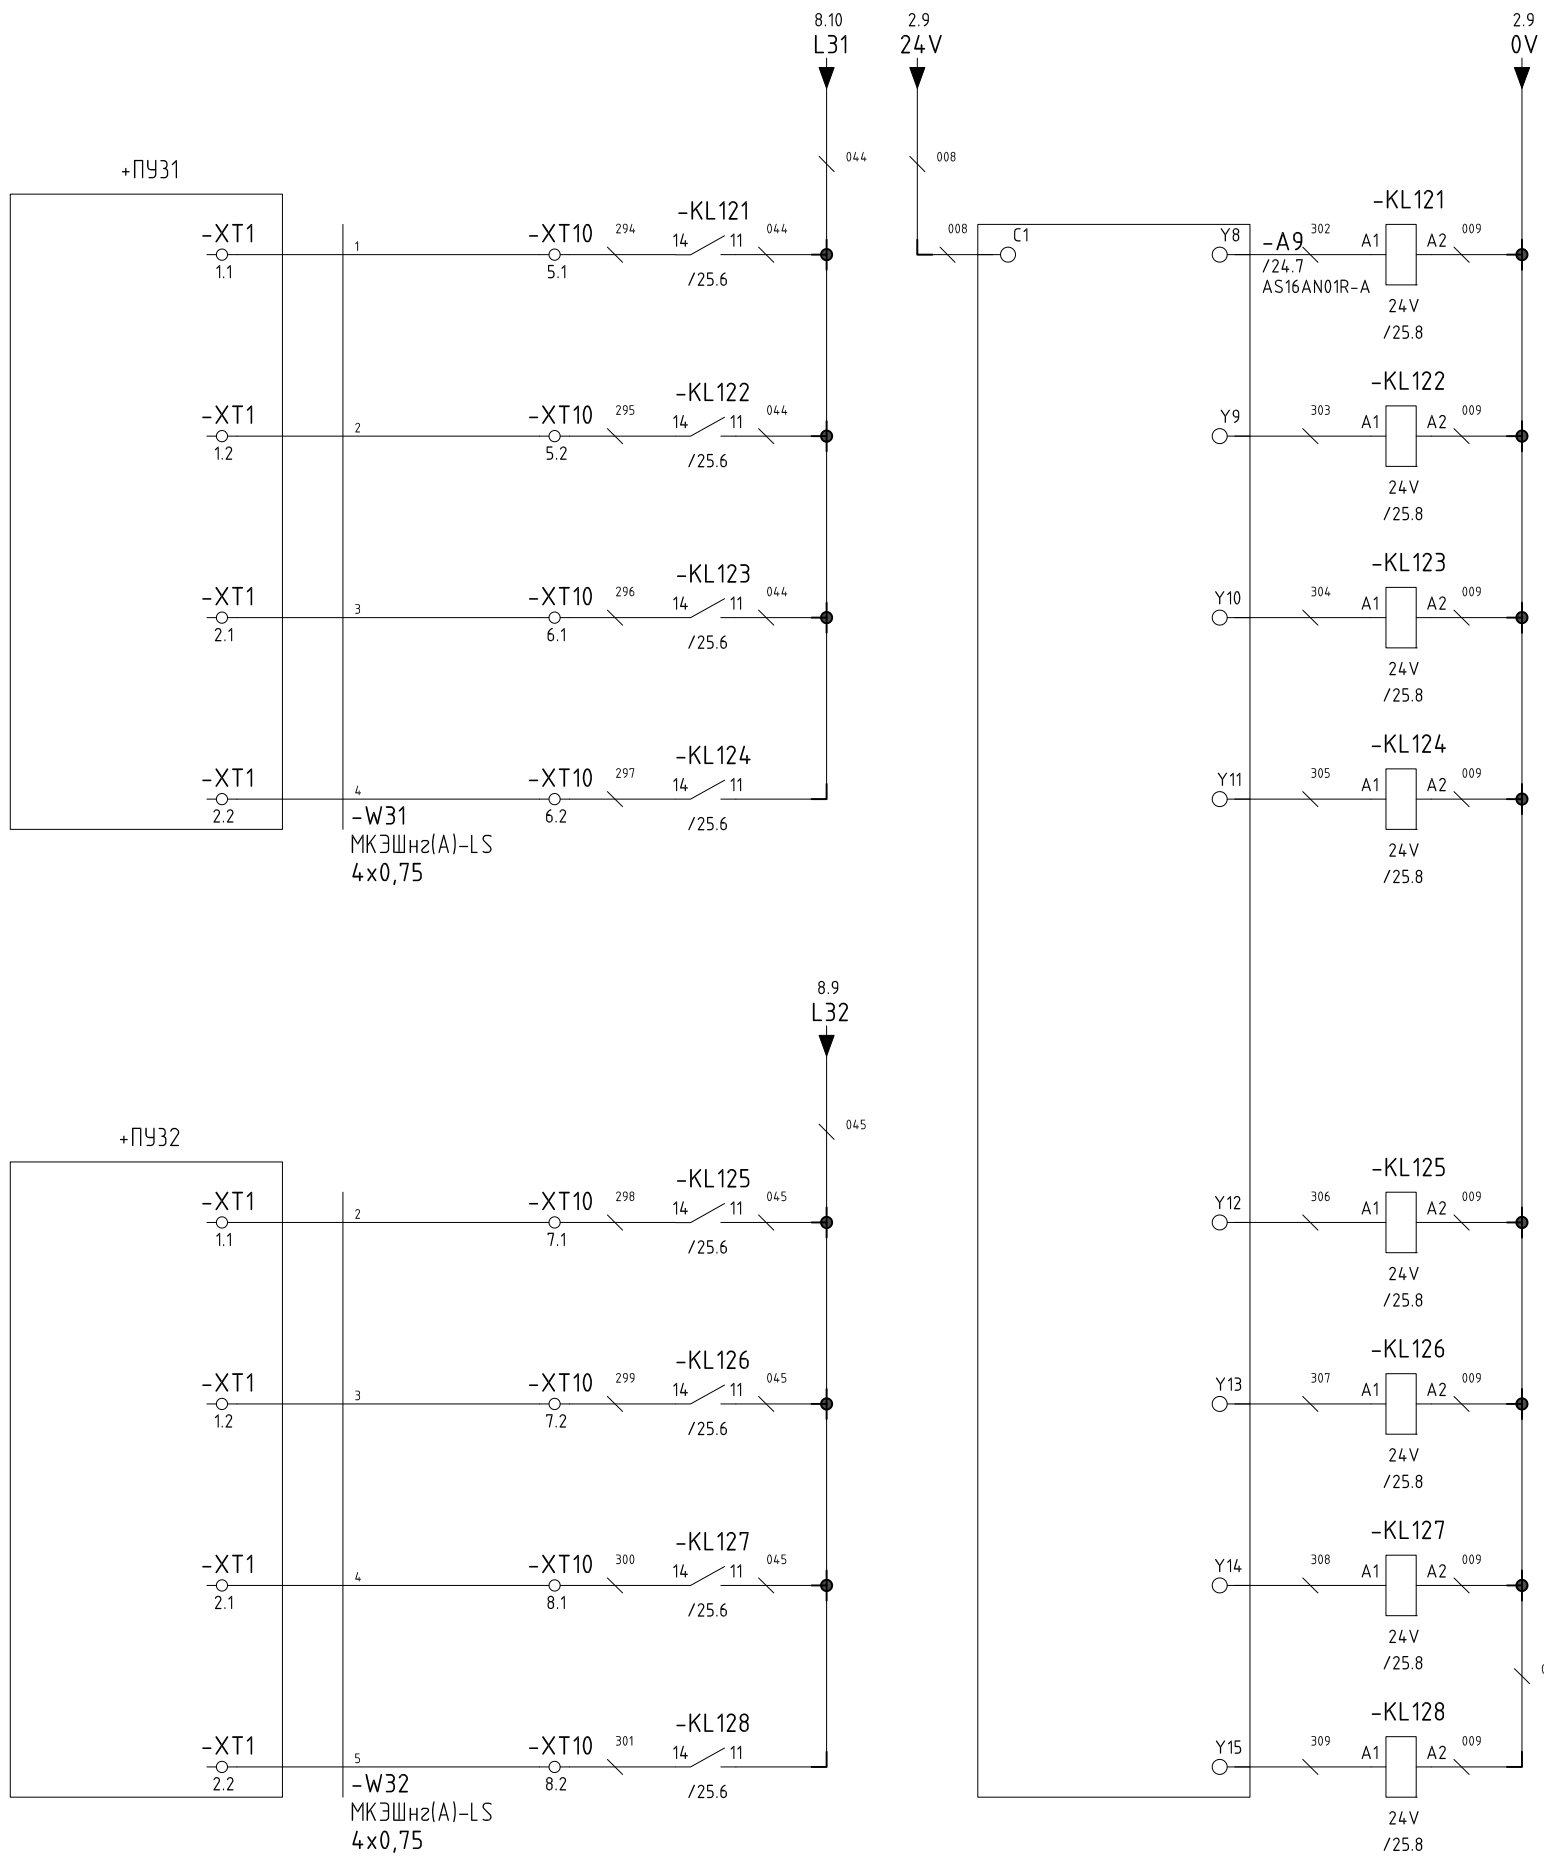 8.10
L31
2.9
24V
2.9
0V
044
008
+ПУ31
-XT1
1.1
1
-XT10
5.1
294
-KL121
14
11
044
/25.6
-XT1
1.2
2
-XT10
5.2
295
-KL122
14
11
044
/25.6
-XT1
2.1
3
-XT10
6.1
296
-KL123
14
11
044
/25.6
-XT1
2.2
4
-XT10
6.2
297
-KL124
14
11
/25.6
-W31
МКЭШнг(А)-LS
4x0,75
008
C1
-A9
/24.7
AS16AN01R-A
Y8
302
-KL121
A1
A2
009
24V
/25.8
Y9
303
-KL122
A1
A2
009
24V
/25.8
Y10
304
-KL123
A1
A2
009
24V
/25.8
Y11
305
-KL124
A1
A2
009
24V
/25.8
8.9
L32
045
+ПУ32
-XT1
1.1
2
-XT10
7.1
298
-KL125
14
11
045
/25.6
-XT1
1.2
3
-XT10
7.2
299
-KL126
14
11
045
/25.6
-XT1
2.1
4
-XT10
8.1
300
-KL127
14
11
045
/25.6
-XT1
2.2
5
-XT10
8.2
301
-KL128
14
11
/25.6
-W32
МКЭШнг(А)-LS
4x0,75
Y12
306
-KL125
A1
A2
009
24V
/25.8
Y13
307
-KL126
A1
A2
009
24V
/25.8
Y14
308
-KL127
A1
A2
009
24V
/25.8
Y15
309
-KL128
A1
A2
009
24V
/25.8